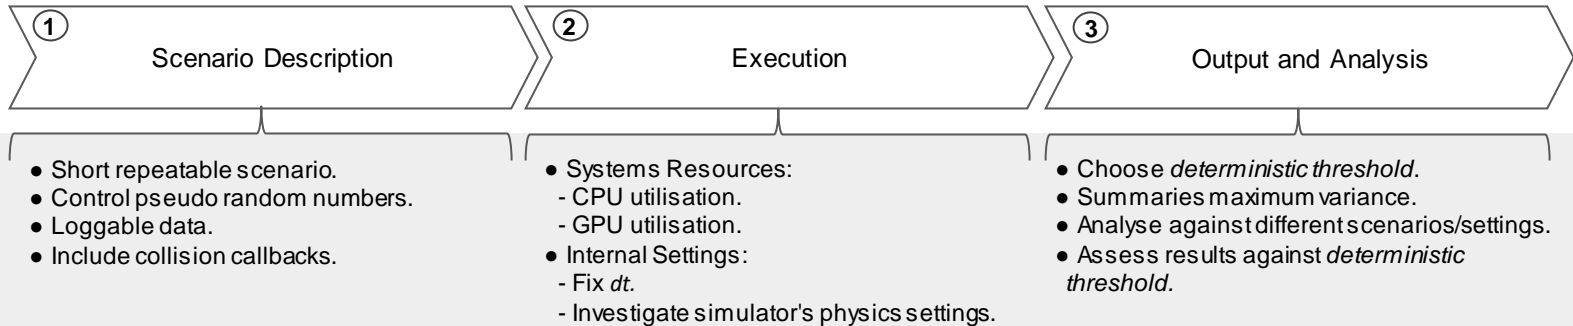 1
Scenario Description
● Short repeatable scenario.
● Control pseudo random numbers.
● Loggable data.
● Include collision callbacks.
2
Execution
● Systems Resources:
- CPU utilisation.
- GPU utilisation.
● Internal Settings:
- Fix dt.
- Investigate simulator's physics settings.
3
Output and Analysis
● Choose deterministic threshold.
● Summaries maximum variance.
● Analyse against different scenarios/settings.
● Assess results against deterministic
threshold.